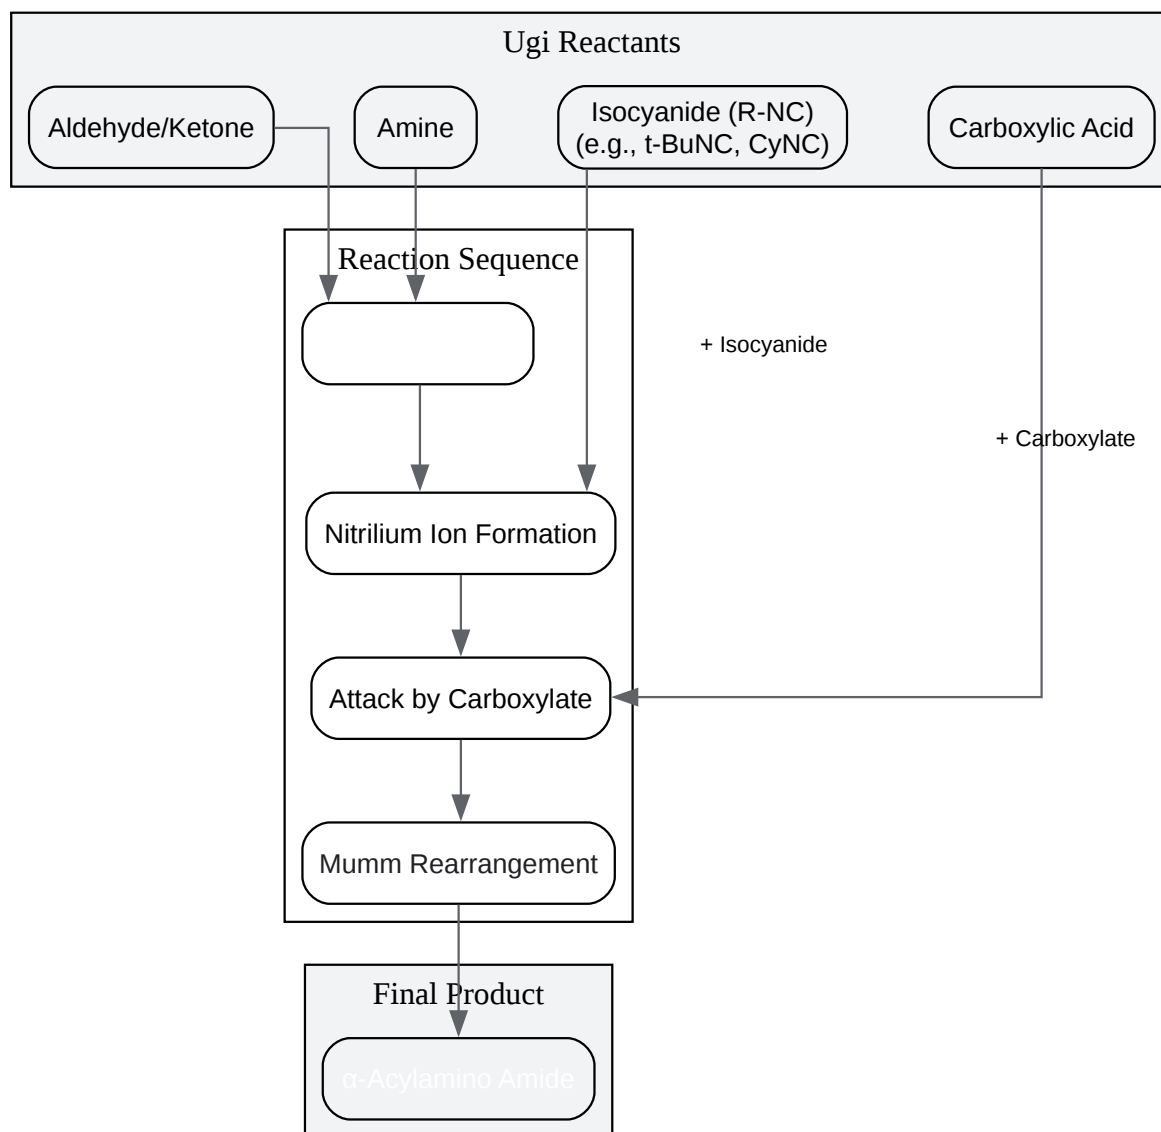 Ugi Reactants
Aldehyde/Ketone
Amine
Isocyanide (R-NC)
(e.g., t-BuNC, CyNC)
Carboxylic Acid
Reaction Sequence
+ Isocyanide
+ Carboxylate
Nitrilium Ion Formation
Attack by Carboxylate
Mumm Rearrangement
Final Product
α-Acylamino Amide